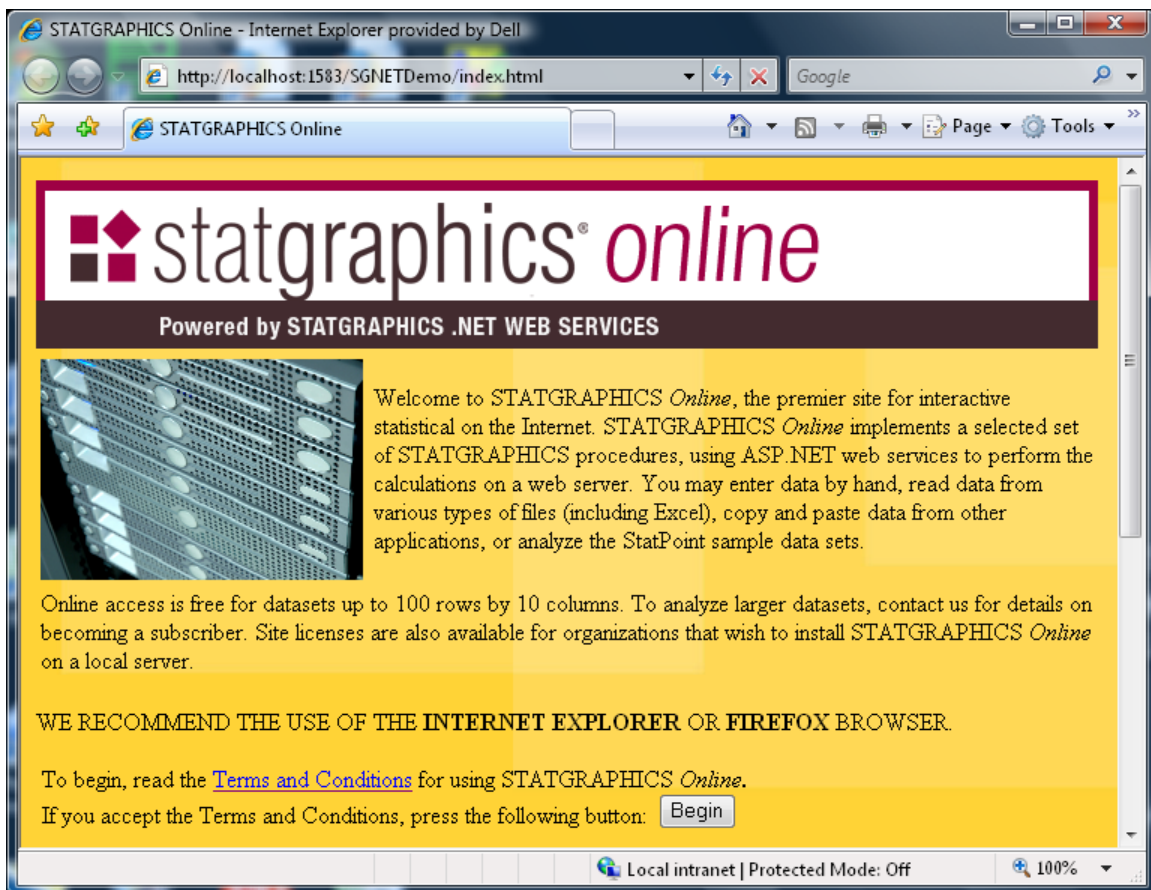 STATGRAPHICS Online - Internet Explorer provided by Dell
http://localhost:1583/SGNETDemo/index.html
Google
STATGRAPHICS Online
Page
Tools
statgraphics® online
Powered by STATGRAPHICS .NET WEB SERVICES
Welcome to STATGRAPHICS Online, the premier site for interactive
statistical on the Internet. STATGRAPHICS Online implements a selected set
of STATGRAPHICS procedures, using ASP.NET web services to perform the
calculations on a web server. You may enter data by hand, read data from
various types of files (including Excel), copy and paste data from other
applications, or analyze the StatPoint sample data sets.
Online access is free for datasets up to 100 rows by 10 columns. To analyze larger datasets, contact us for details on
becoming a subscriber. Site licenses are also available for organizations that wish to install STATGRAPHICS Online
on a local server.
WE RECOMMEND THE USE OF THE INTERNET EXPLORER OR FIREFOX BROWSER.
To begin, read the Terms and Conditions for using STATGRAPHICS Online.
If you accept the Terms and Conditions, press the following button: Begin
Local intranet | Protected Mode: Off
100%